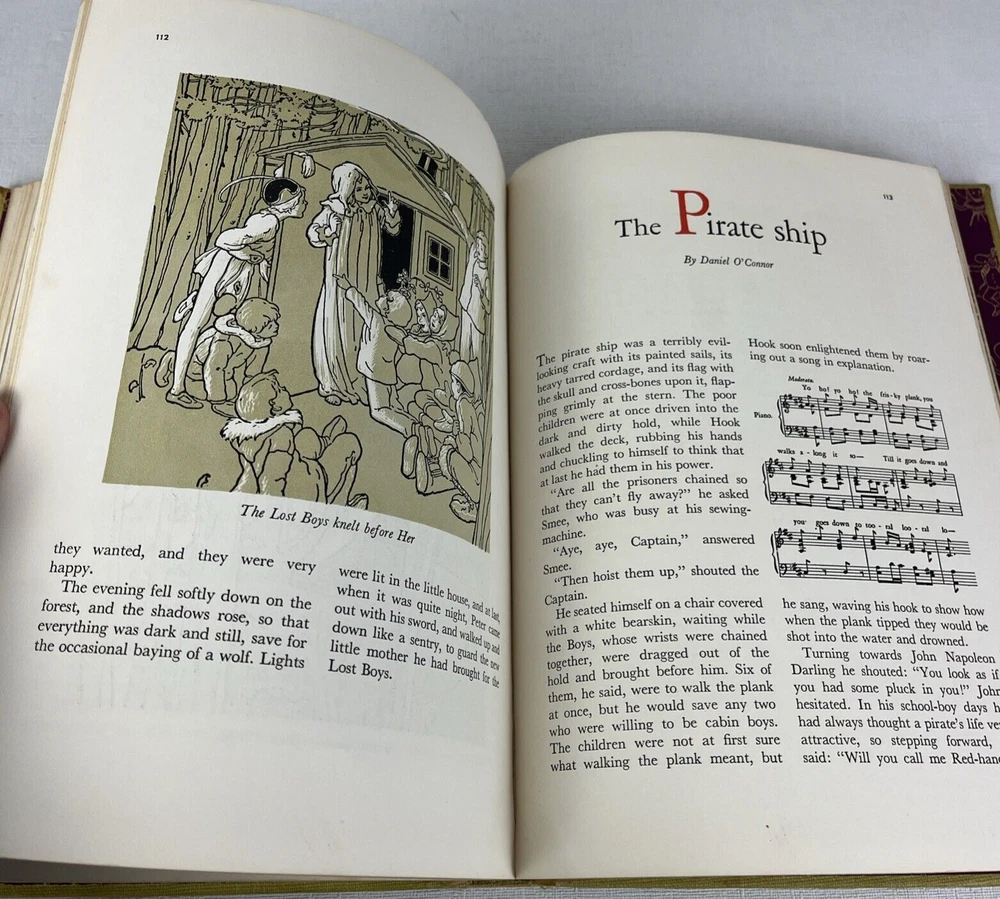 112
The Lost Boys knelt before Her
they wanted, and they were very
happy.
The evening fell softly down on the
forest, and the shadows rose, so that
everything was dark and still, save for
the occasional baying of a wolf. Lights
were lit in the little house, and at last,
when it was quite night, Peter came
out with his sword, and walked up and
down like a sentry, to guard the new
little mother he had brought for the
Lost Boys.
113
The Pirate ship
By Daniel O'Connor
The pirate ship was a terribly evil-
looking craft with its painted sails, its
heavy tarred cordage, and its flag with
the skull and cross-bones upon it, flap-
ping grimly at the stern. The poor
children were at once driven into the
dark and dirty hold, while Hook
walked the deck, rubbing his hands
and chuckling to himself to think that
at last he had them in his power.
"Are all the prisoners chained so
that they can't fly away?" he asked
Smee, who was busy at his sewing-
machine.
"Aye, aye, Captain," answered
Smee.
"Then hoist them up," shouted the
Captain.
He seated himself on a chair covered
with a white bearskin, waiting while
the Boys, whose wrists were chained
together, were dragged out of the
hold and brought before him. Six of
them, he said, were to walk the plank
at once, but he would save any two
who were willing to be cabin boys.
The children were not at first sure
what walking the plank meant, but
Hook soon enlightened them by roar-
ing out a song in explanation.
Moderato.
Yo ho! yo ho! the fris-ky plank, you
Piano.
walks a-long it so— Till it goes down and
you goes down to too-ral loo-ral lo—
he sang, waving his hook to show how
when the plank tipped they would be
shot into the water and drowned.
Turning towards John Napoleon
Darling he shouted: "You look as if
you had some pluck in you!" John
hesitated. In his school-boy days h
had always thought a pirate's life ve
attractive, so stepping forward,
said: "Will you call me Red-han